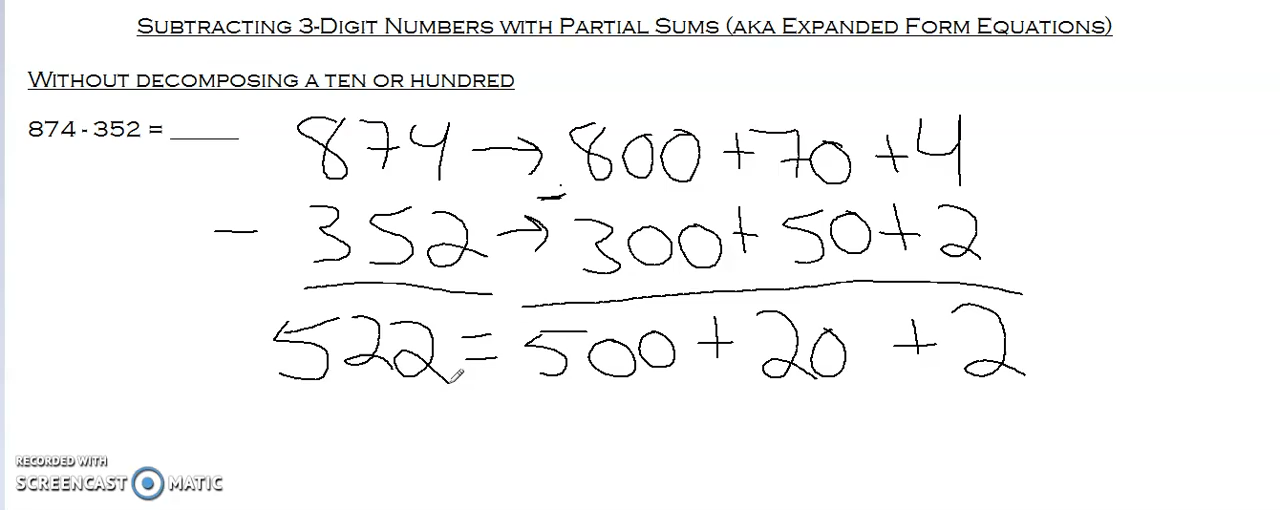 SUBTRACTING 3-DIGIT NUMBERS WITH PARTIAL SUMS (AKA EXPANDED FORM EQUATIONS)
WITHOUT DECOMPOSING A TEN OR HUNDRED
874 - 352 = _____
874 → 800 + 70 + 4
- 352 → - 300 + 50 + 2
522 = 500 + 20 + 2
RECORDED WITH
SCREENCAST O MATIC